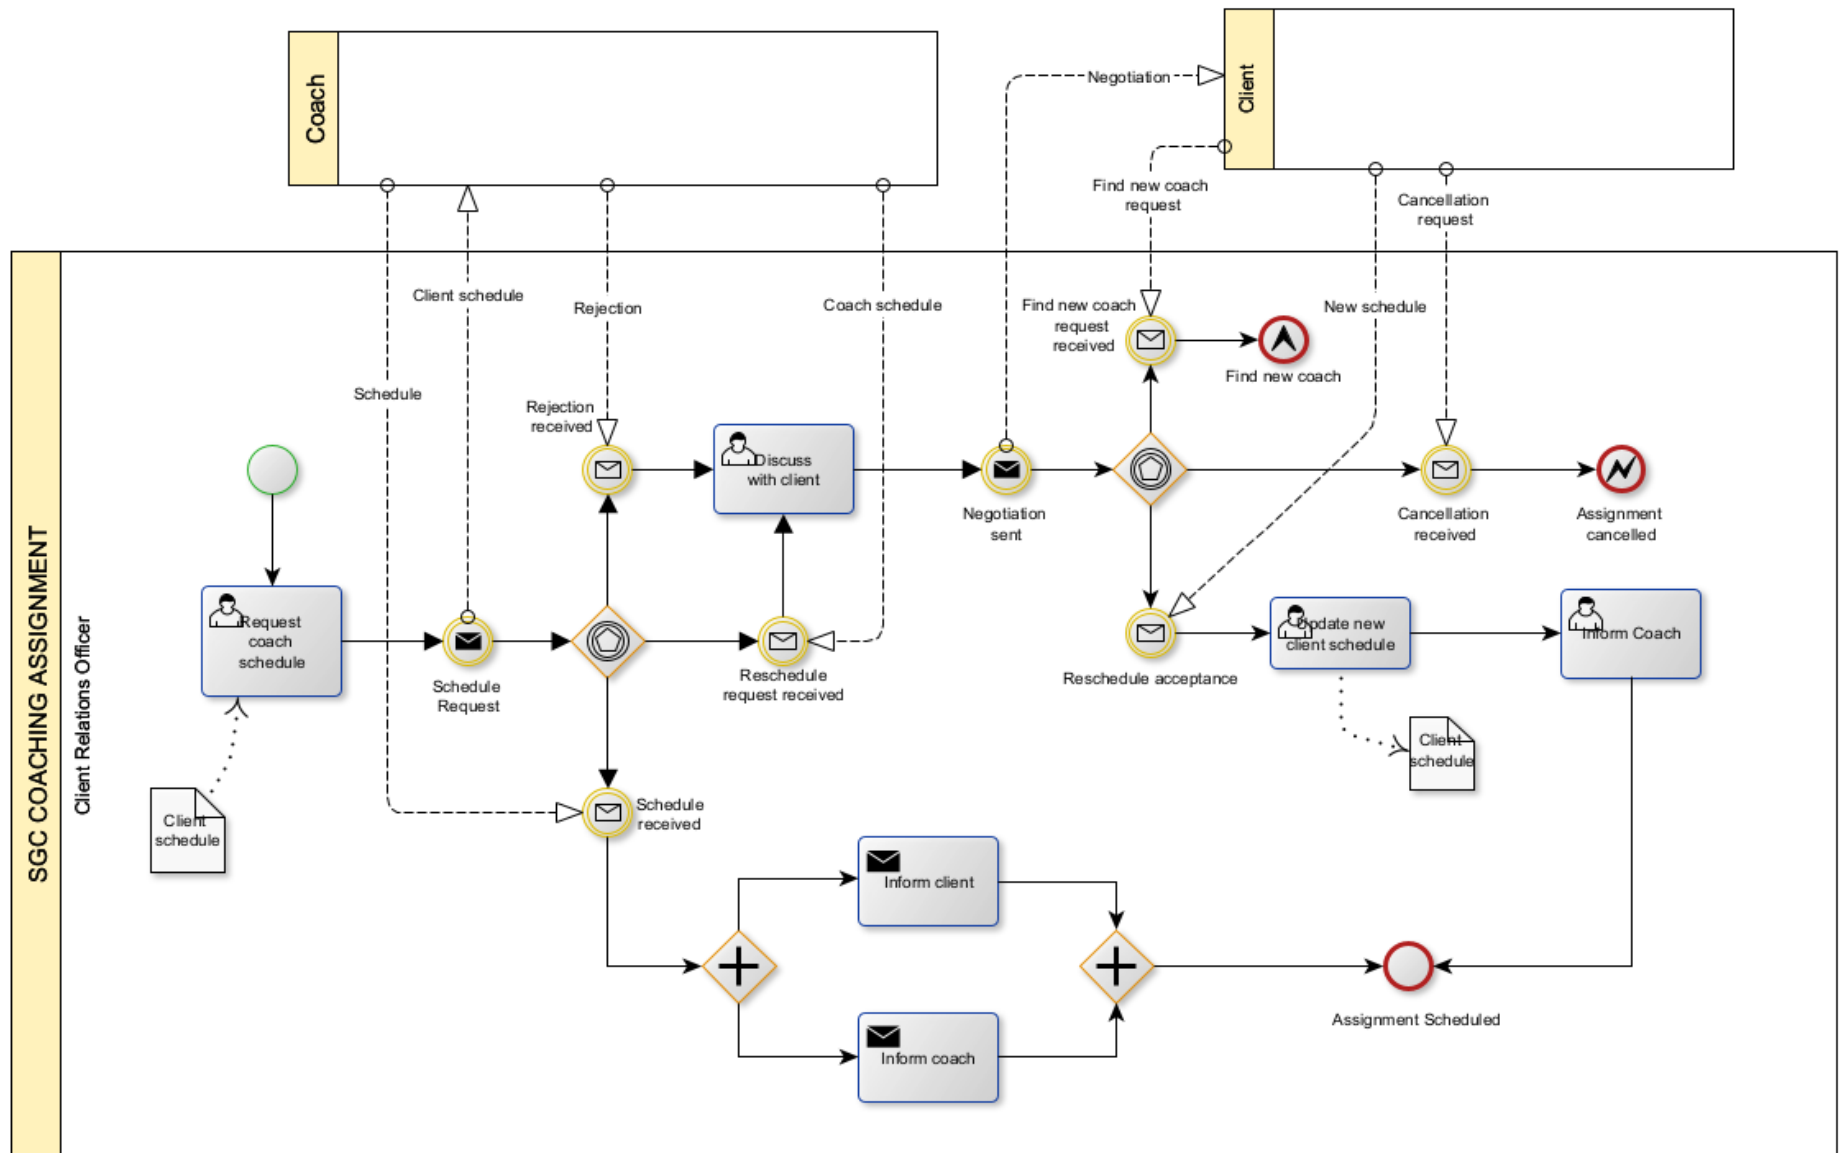 Coach
Client
Negotiation
Find new coach
request
Cancellation
request
Client schedule
Rejection
Coach schedule
Find new coach
request
received
New schedule
Find new coach
Schedule
Rejection
received
Discuss
with client
Negotiation
sent
Cancellation
received
Assignment
cancelled
SGC COACHING ASSIGNMENT
Client Relations Officer
Request
coach
schedule
Schedule
Request
Reschedule
request received
Reschedule acceptance
Update new
client schedule
Inform Coach
Client
schedule
Client
schedule
Schedule
received
Inform client
Inform coach
Assignment Scheduled